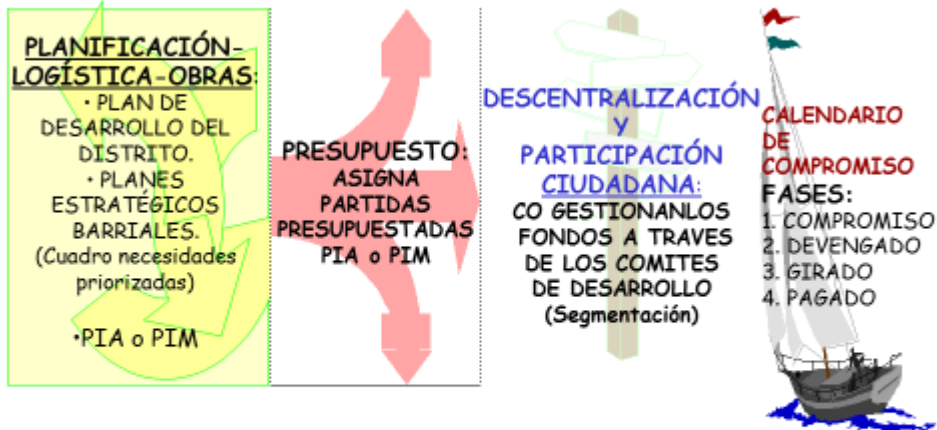 PLANIFICACIÓN-
LOGÍSTICA-OBRAS:
• PLAN DE
DESARROLLO DEL
DISTRITO.
• PLANES
ESTRATÉGICOS
BARRIALES.
(Cuadro necesidades
priorizadas)
•PIA o PIM
PRESUPUESTO:
ASIGNA
PARTIDAS
PRESUPUESTADAS
PIA o PIM
DESCENTRALIZACIÓN
Y
PARTICIPACIÓN
CIUDADANA:
CO GESTIONANLOS
FONDOS A TRAVES
DE LOS COMITES
DE DESARROLLO
(Segmentación)
CALENDARIO
DE
COMPROMISO
FASES:
1. COMPROMISO
2. DEVENGADO
3. GIRADO
4. PAGADO